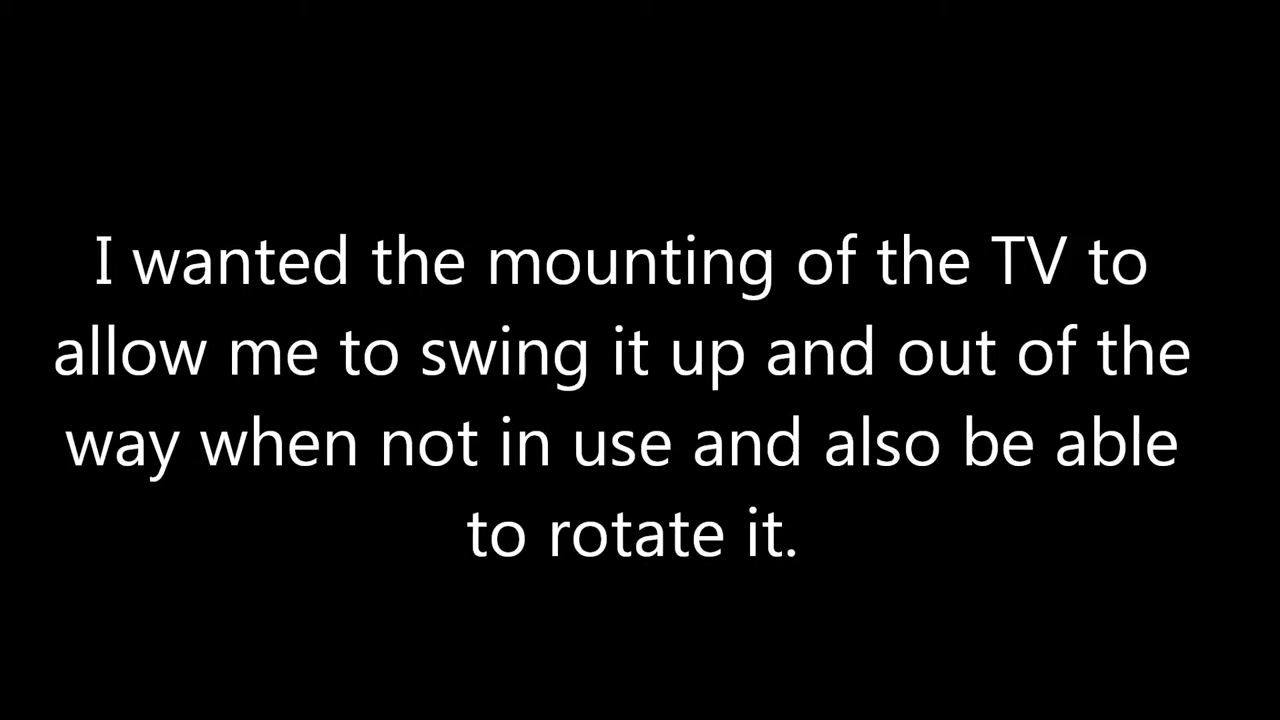 I wanted the mounting of the TV to
allow me to swing it up and out of the
way when not in use and also be able
to rotate it.